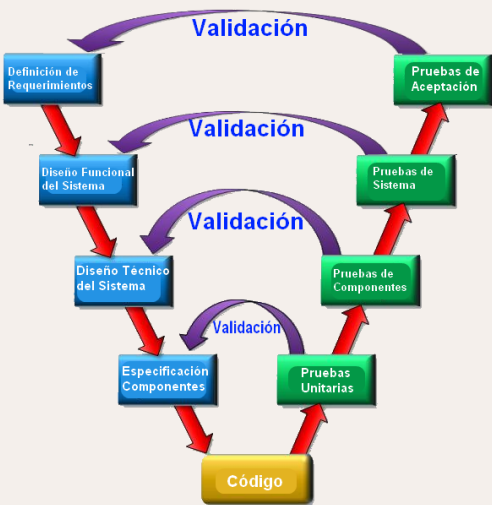 Validación
Definición de
Requerimientos
Pruebas de
Aceptación
Validación
Diseño Funcional
del Sistema
Pruebas de
Sistema
Validación
Diseño Técnico
del Sistema
Pruebas de
Componentes
Validación
Especificación
Componentes
Pruebas
Unitarias
Código